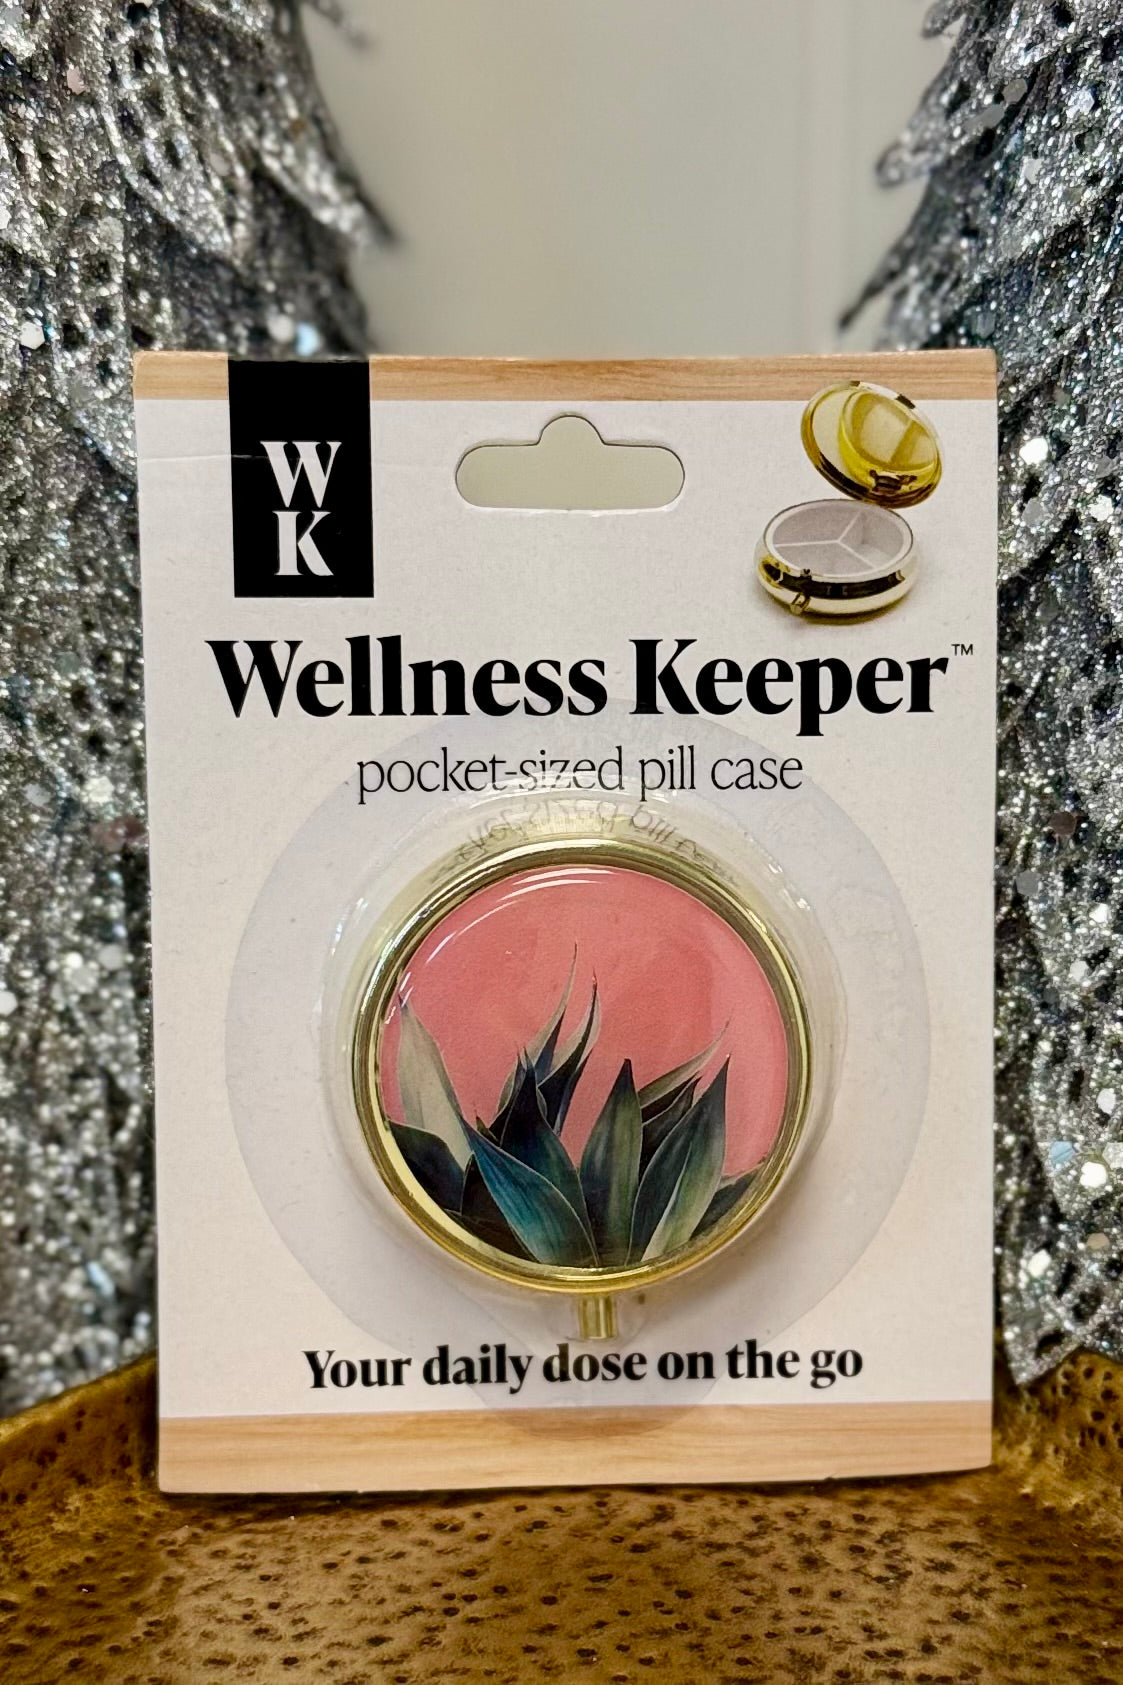 W
K
Wellness Keeper™
pocket-sized pill case
Your daily dose on the go